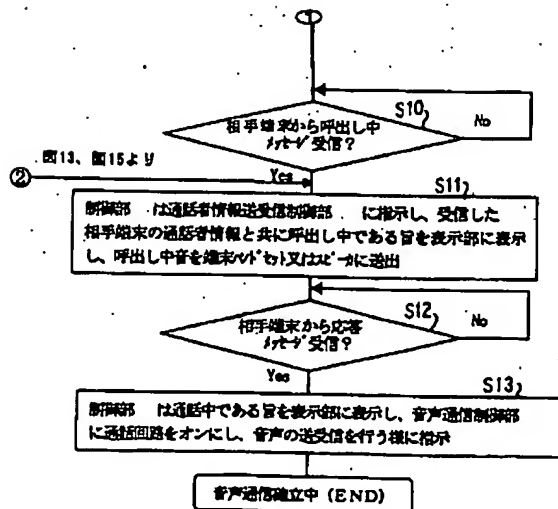 ①
S10
No
相手端末から呼出し中
メッセージ受信?
図13、図15より
②
Yes
S11
制御部 は通話者情報送受信制御部 に指示し、受信した
相手端末の通話者情報と共に呼出し中である旨を表示部に表示
し、呼出し中音を端末ヘッドセット又はスピーカに送出
S12
No
相手端末から応答
メッセージ受信?
Yes
S13
制御部 は通話中である旨を表示部に表示し、音声通信制御部
に通話回路をオンにし、音声の送受信を行う様に指示
音声通信確立中 (END)